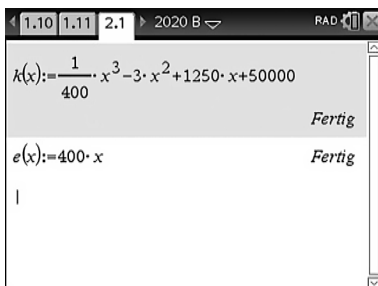 1.10 1.11 2.1 2020 B RAD
k(x):=1/400·x^3−3·x^2+1250·x+50000
Fertig
e(x):=400·x Fertig